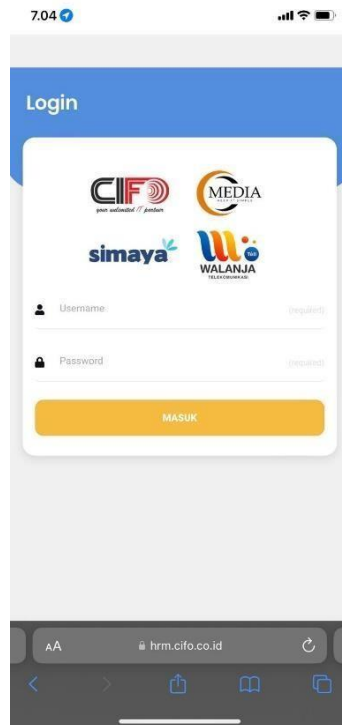 7.04
Login
CIFO
your unlimited IT partner
MEDIA
simaya
WALANJA
TELEKOMUNIKASI
Username
(required)
Password
(required)
MASUK
AA
hrm.cifo.co.id